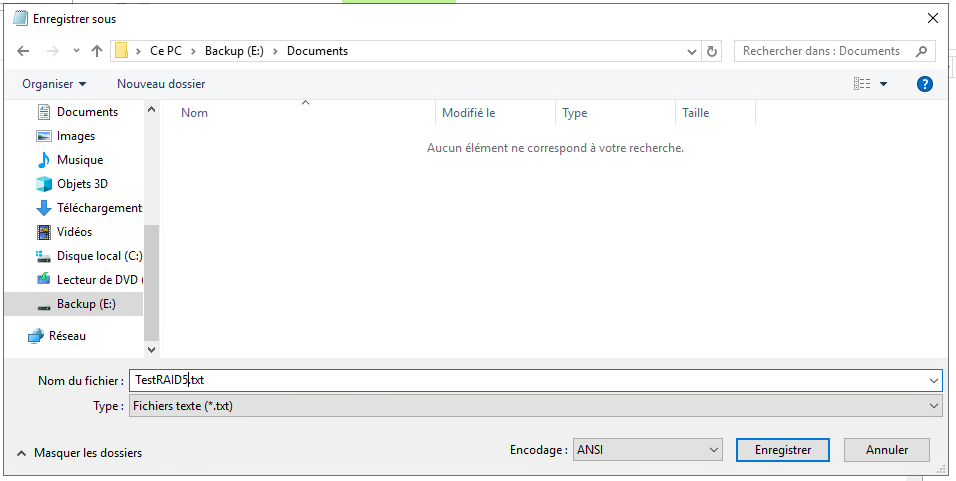 Enregistrer sous
Ce PC > Backup (E:) > Documents
Rechercher dans : Documents
Organiser
Nouveau dossier
?
Nom
Modifié le
Type
Taille
Aucun élément ne correspond à votre recherche.
Documents
Images
Musique
Objets 3D
Téléchargement
Vidéos
Disque local (C:)
Lecteur de DVD (
Backup (E:)
Réseau
Nom du fichier : TestRAID5.txt
Type : Fichiers texte (*.txt)
Masquer les dossiers
Encodage : ANSI
Enregistrer
Annuler